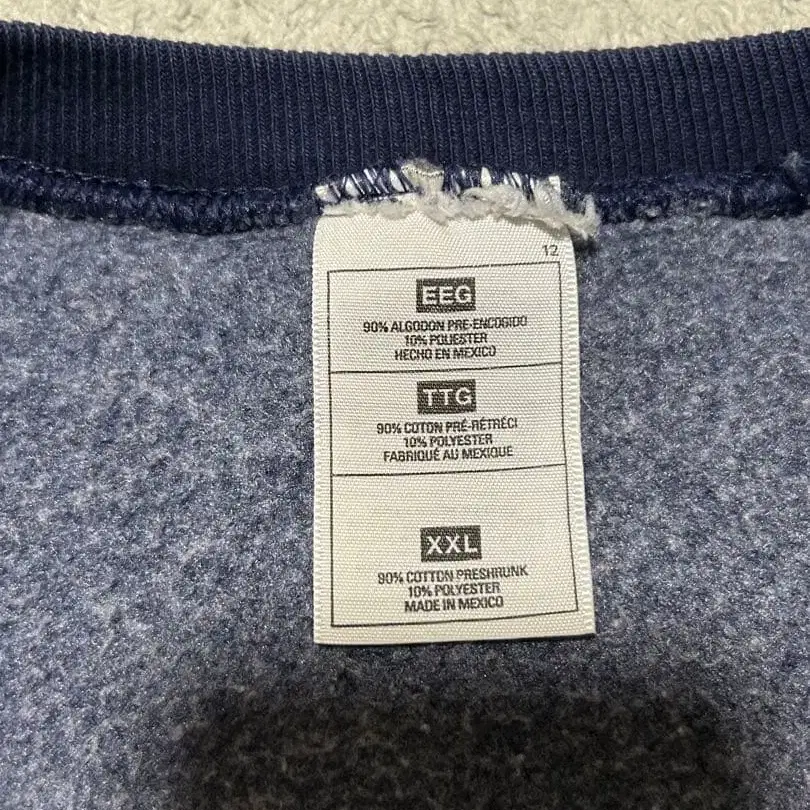 12
EEG
90% ALGODON PRE-ENCOGIDO
10% POLIESTER
HECHO EN MEXICO
TTG
90% COTON PRÉ-RÉTRÉCI
10% POLYESTER
FABRIQUÉ AU MEXIQUE
XXL
90% COTTON PRESHRUNK
10% POLYESTER
MADE IN MEXICO